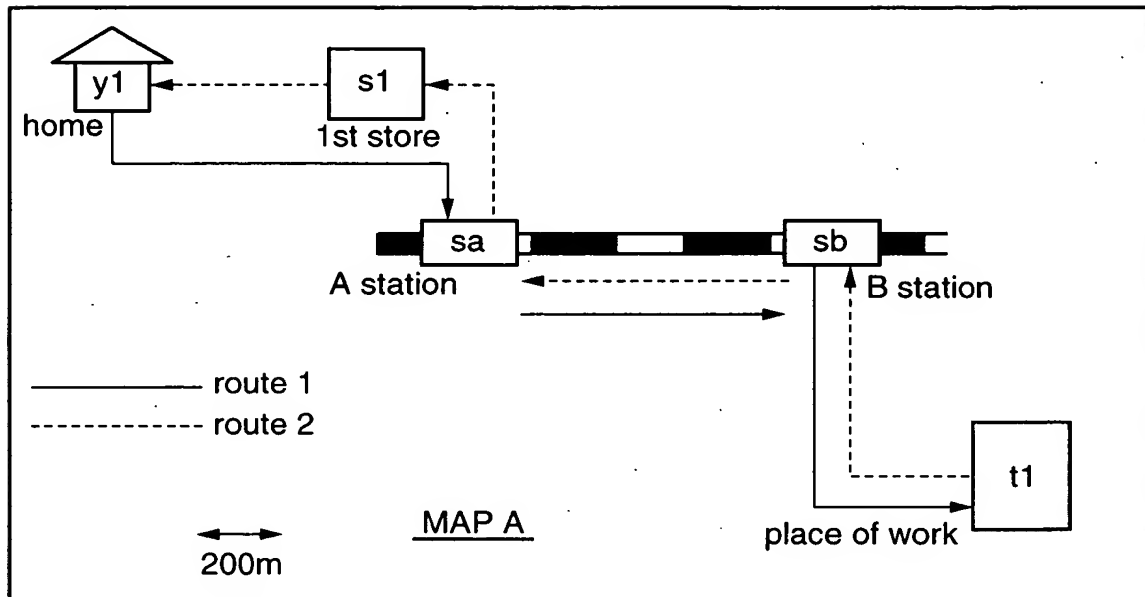 y1
s1
home
1st store
sa
sb
A station
B station
route 1
route 2
t1
MAP A
place of work
200m